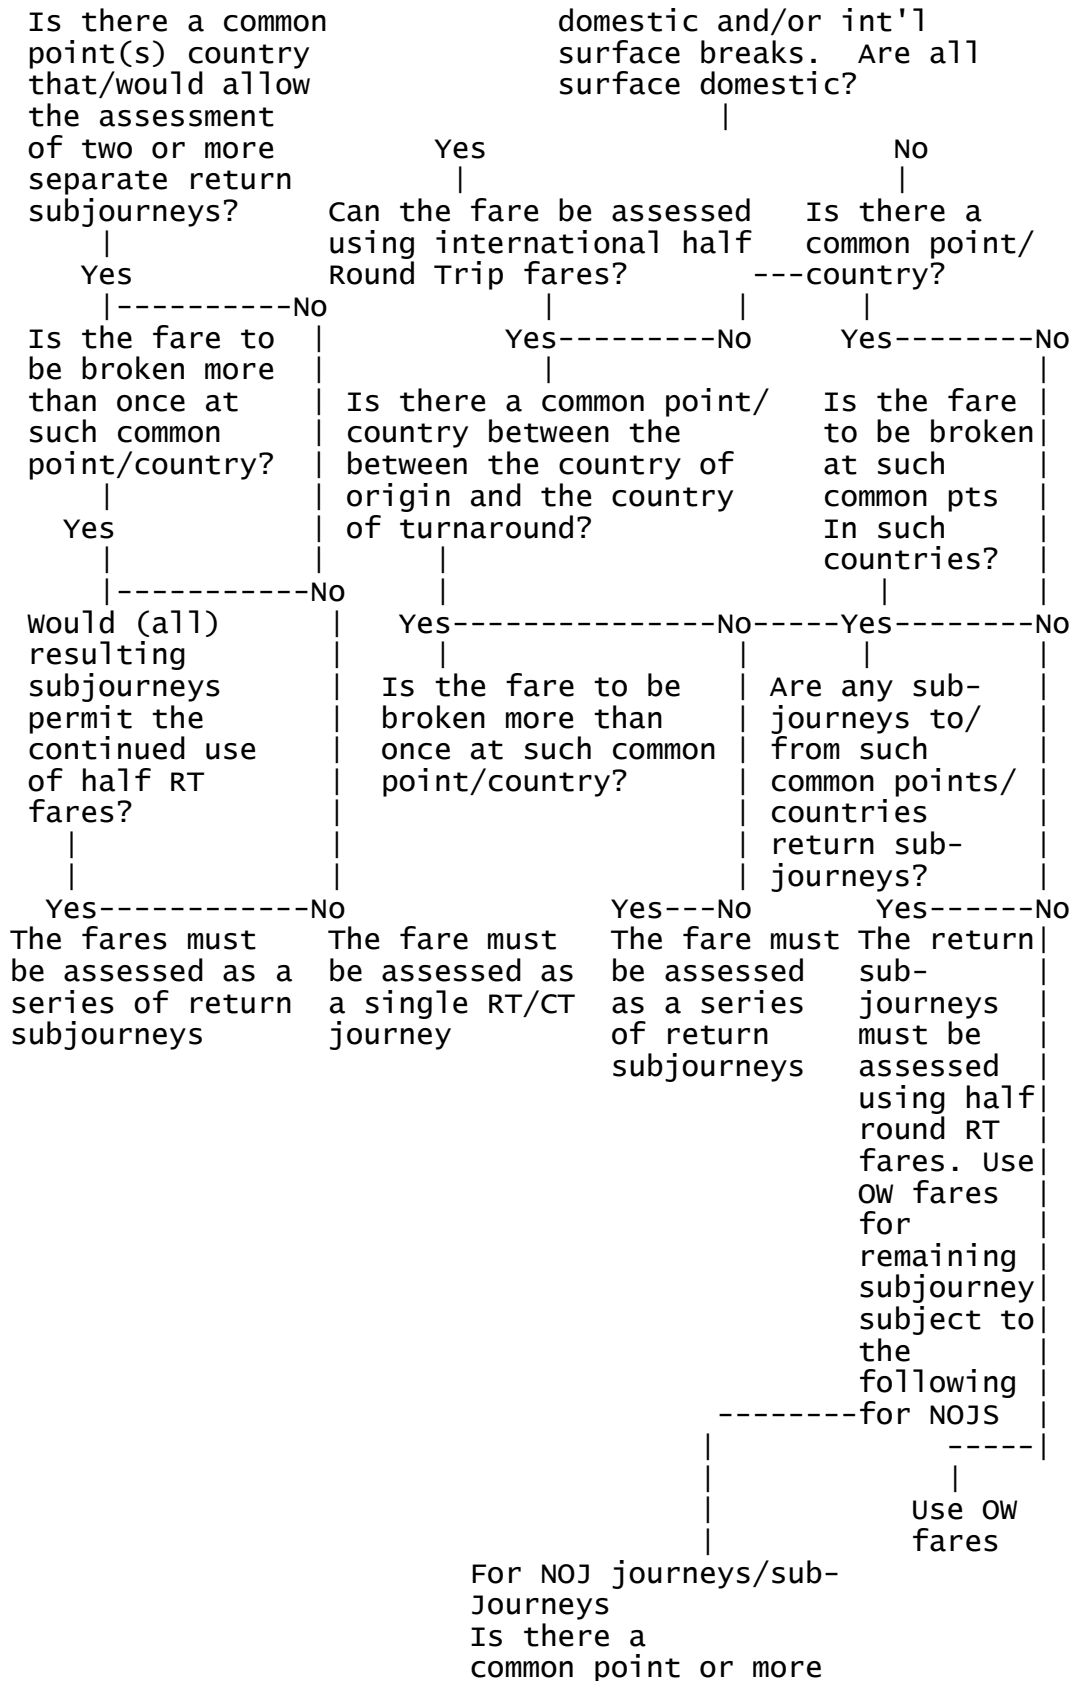 Is there a common             domestic and/or int'l
point(s) country              surface breaks.  Are all
that/would allow              surface domestic?
the assessment                         |
of two or more         Yes                       No
separate return         |                        |
subjourneys?     Can the fare be assessed   Is there a
    |            using international half   common point/
   Yes           Round Trip fares?       ---country?
    |----------No            |          |      |
Is the fare to  |          Yes---------No     Yes--------No
be broken more  |            |                           |
than once at    | Is there a common point/   Is the fare |
such common     | country between the        to be broken|
point/country?  | between the country of     at such     |
    |           | origin and the country     common pts  |
  Yes           | of turnaround?             In such     |
    |           |      |                     countries?  |
    |-----------No     |                        |        |
Would (all)      |   Yes---------------No-----Yes--------No
resulting        |     |                |      |         |
subjourneys      |  Is the fare to be   | Are any sub-   |
permit the       |  broken more than    | journeys to/   |
continued use    |  once at such common | from such      |
of half RT       |  point/country?      | common points/ |
fares?           |                      | countries      |
  |              |                      | return sub-    |
  |              |                      | journeys?      |
 Yes------------No               Yes---No       Yes------No
The fares must    The fare must   The fare must The return|
be assessed as a  be assessed as  be assessed   sub-      |
series of return  a single RT/CT  as a series   journeys  |
subjourneys       journey         of return     must be   |
                                  subjourneys   assessed  |
                                                using half|
                                                round RT  |
                                                fares. Use|
                                                OW fares  |
                                                for       |
                                                remaining |
                                                subjourney|
                                                subject to|
                                                the       |
                                                following |
                                        --------for NOJS  |
                                       |             -----|
                                       |             |
                                       |           Use OW
                                       |           fares
                          For NOJ journeys/sub-
                          Journeys
                          Is there a
                          common point or more